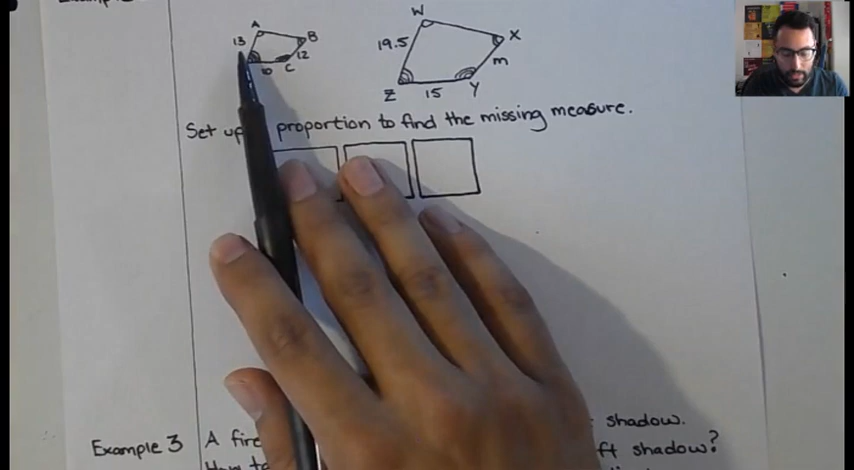 A
B
13
12
10
C
W
X
19.5
m
Z
15
Y
Set up proportion to find the missing measure.
Example 3 A fire shadow.
ft shadow?
How